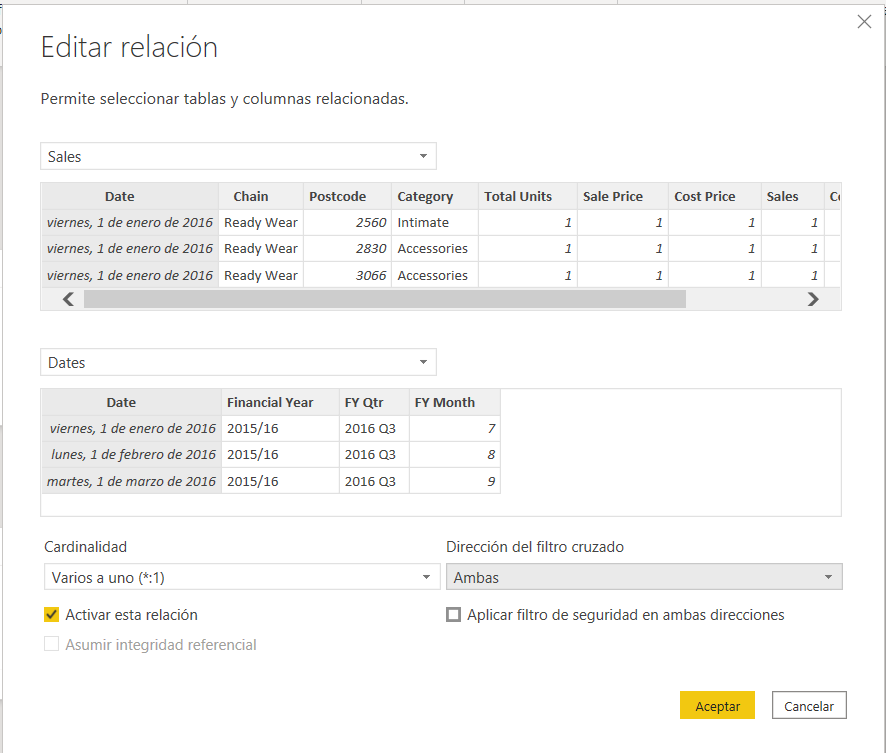 Editar relación
Permite seleccionar tablas y columnas relacionadas.
Sales
Date Chain Postcode Category Total Units Sale Price Cost Price Sales
viernes, 1 de enero de 2016 Ready Wear 2560 Intimate 1 1 1 1
viernes, 1 de enero de 2016 Ready Wear 2830 Accessories 1 1 1 1
viernes, 1 de enero de 2016 Ready Wear 3066 Accessories 1 1 1 1
Dates
Date Financial Year FY Qtr FY Month
viernes, 1 de enero de 2016 2015/16 2016 Q3 7
lunes, 1 de febrero de 2016 2015/16 2016 Q3 8
martes, 1 de marzo de 2016 2015/16 2016 Q3 9
Cardinalidad Dirección del filtro cruzado
Varios a uno (*:1) Ambas
Activar esta relación Aplicar filtro de seguridad en ambas direcciones
Asumir integridad referencial
Aceptar Cancelar